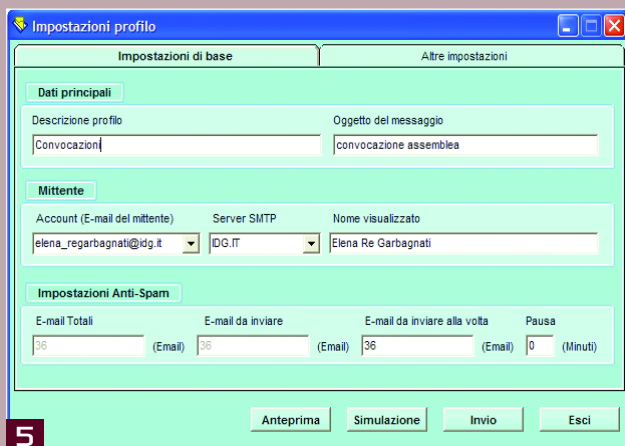 Impostazioni profilo
Impostazioni di base Altre impostazioni
Dati principali
Descrizione profilo Oggetto del messaggio
Convocazioni convocazione assemblea
Mittente
Account (E-mail del mittente) Server SMTP Nome visualizzato
elena_regarbagnati@idg.it IDG.IT Elena Re Garbagnati
Impostazioni Anti-Spam
E-mail Totali E-mail da inviare E-mail da inviare alla volta Pausa
36 (Email) 36 (Email) 36 (Email) 0 (Minuti)
Anteprima Simulazione Invio Esci
5